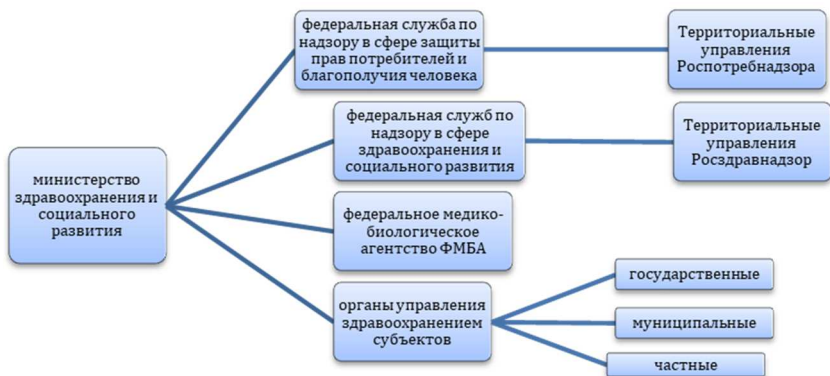 министерство
здравоохранения и
социального
развития
федеральная служба по
надзору в сфере защиты
прав потребителей и
благополучия человека
Территориальные
управления
Роспотребнадзора
федеральная служб по
надзору в сфере
здравоохранения и
социального развития
Территориальные
управления
Росздравнадзор
федеральное медико-
биологическое
агентство ФМБА
органы управления
здравоохранением
субъектов
государственные
муниципальные
частные